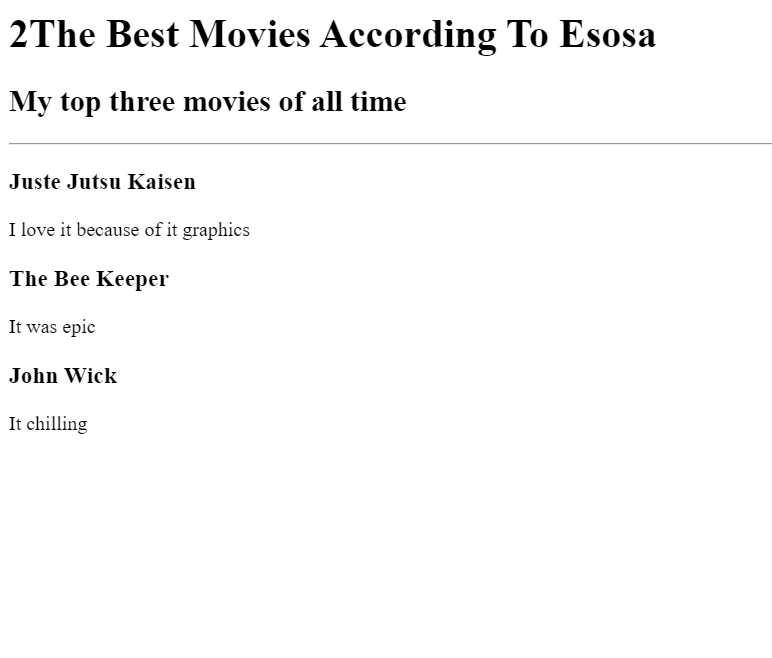 2The Best Movies According To Esosa
My top three movies of all time
Juste Jutsu Kaisen
I love it because of it graphics
The Bee Keeper
It was epic
John Wick
It chilling